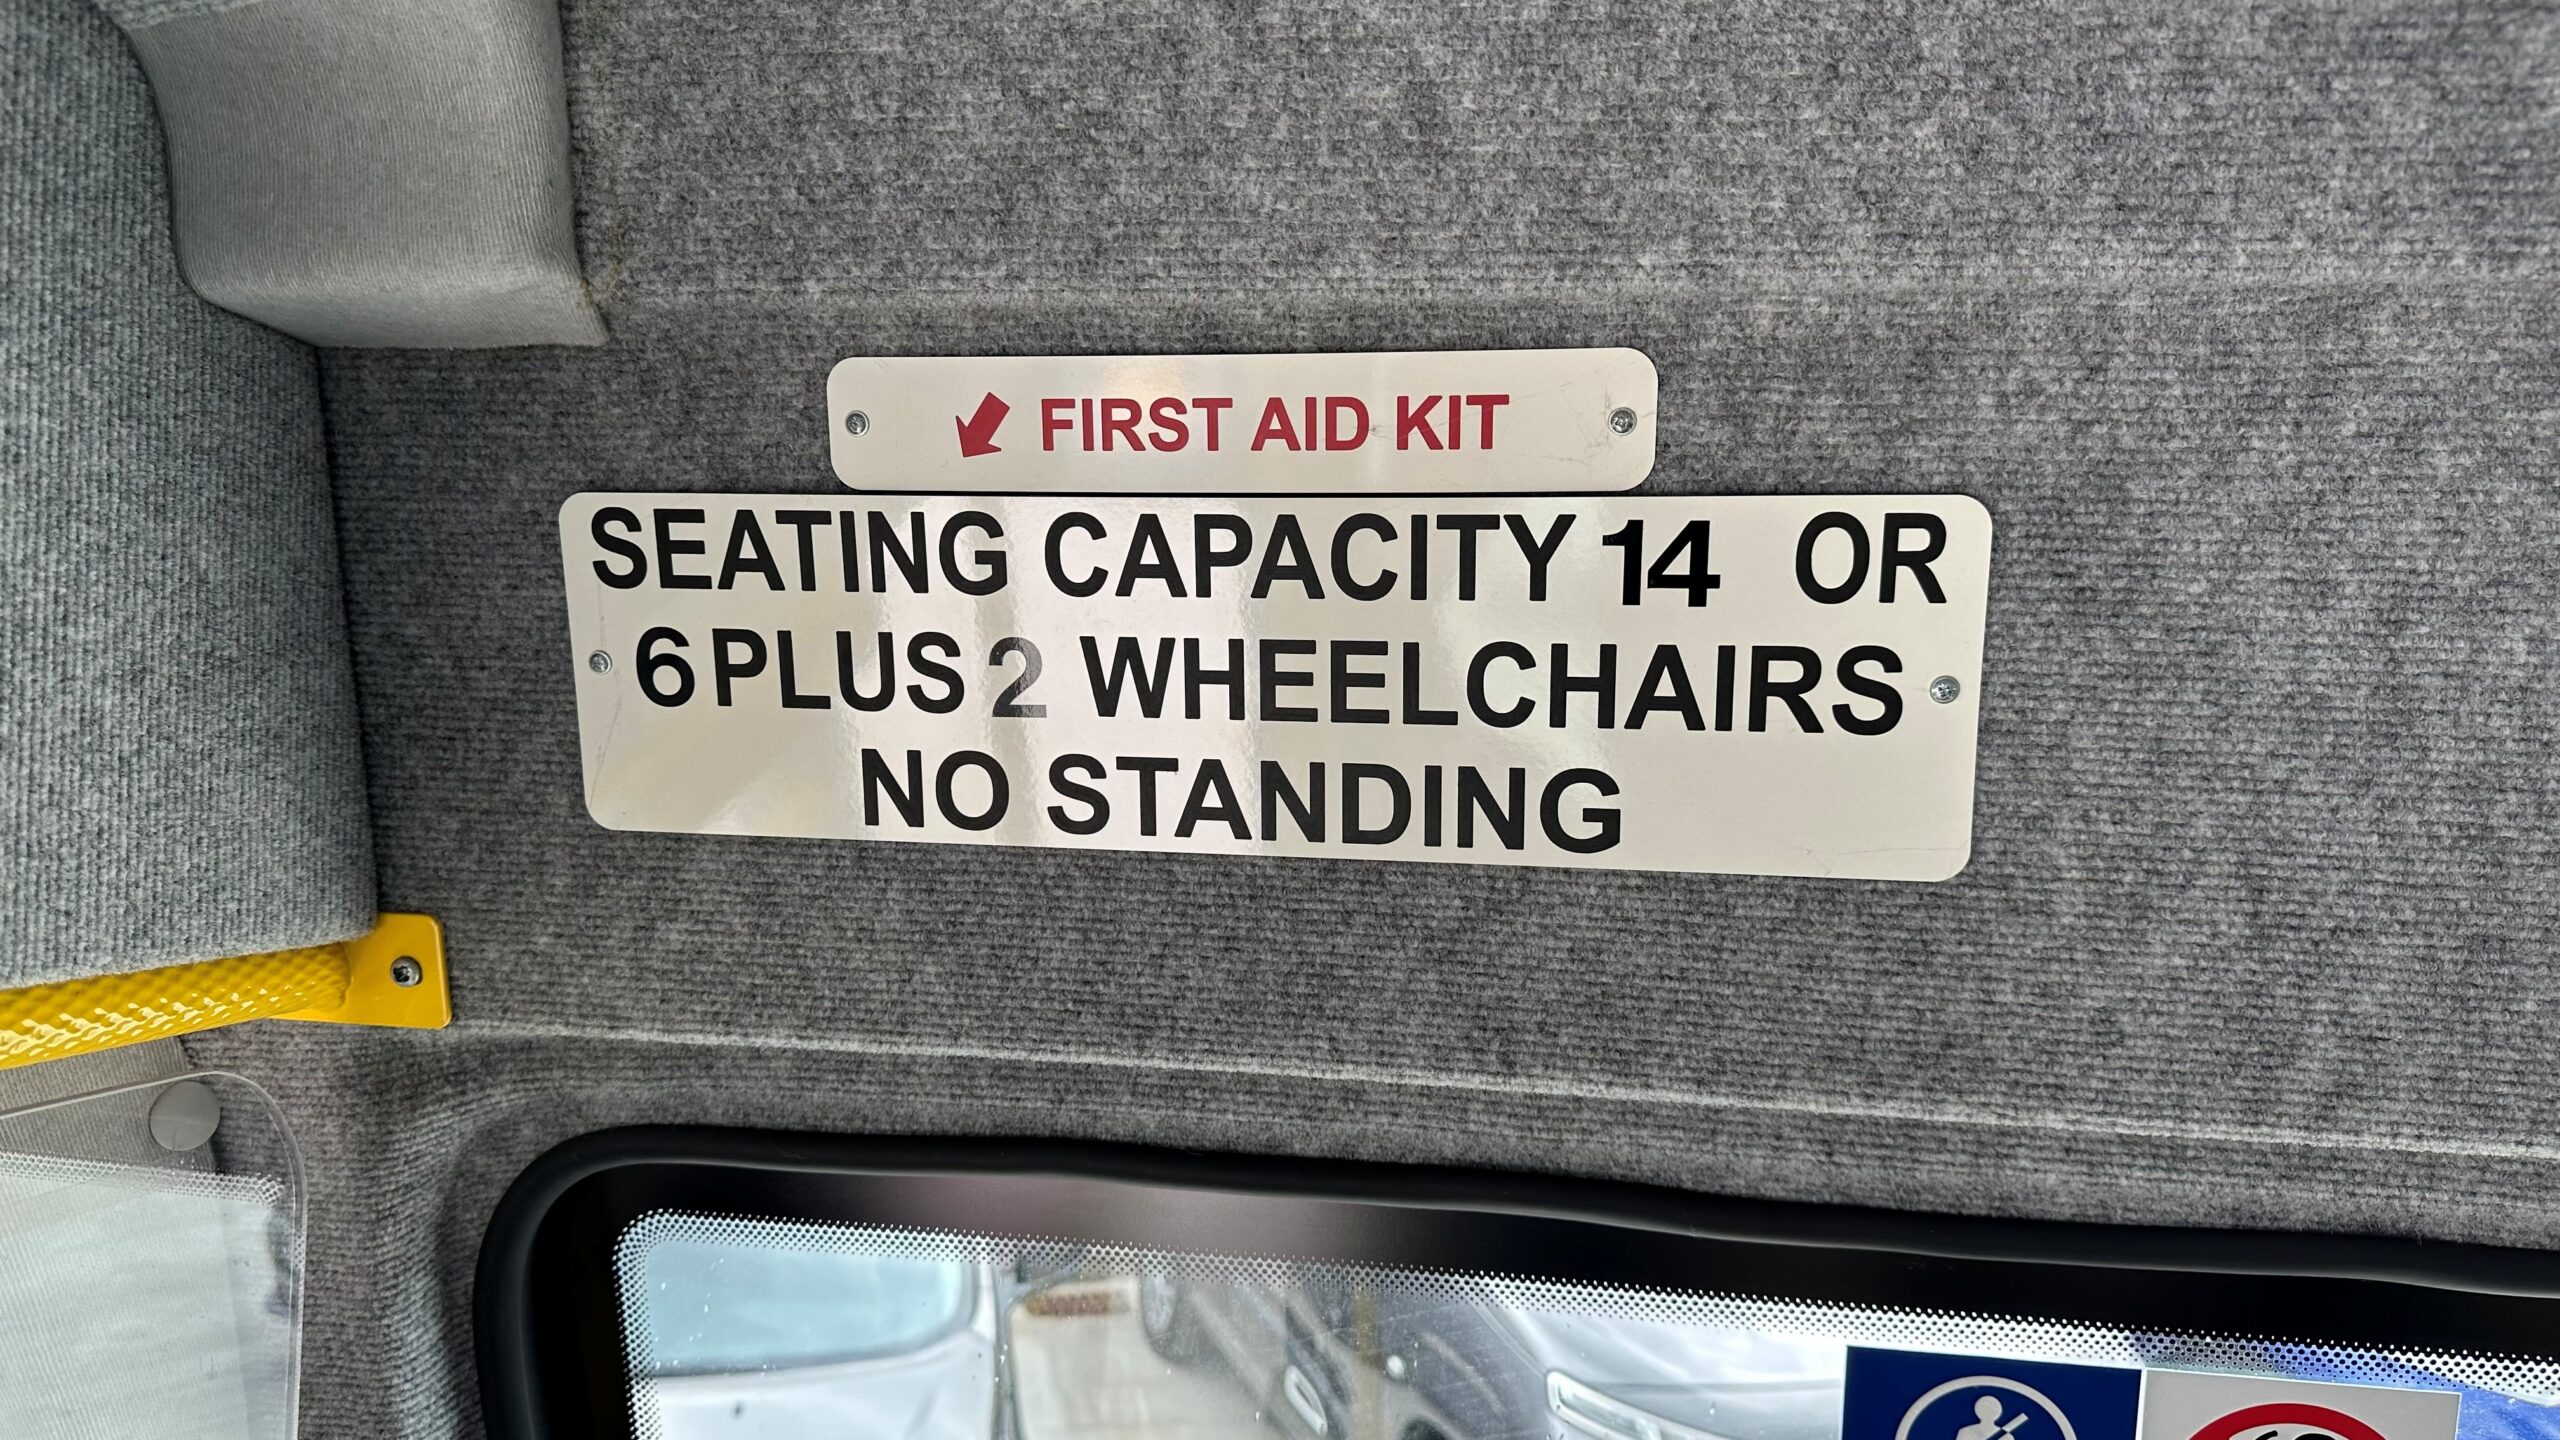 FIRST AID KIT
SEATING CAPACITY 14 OR
6 PLUS 2 WHEELCHAIRS
NO STANDING